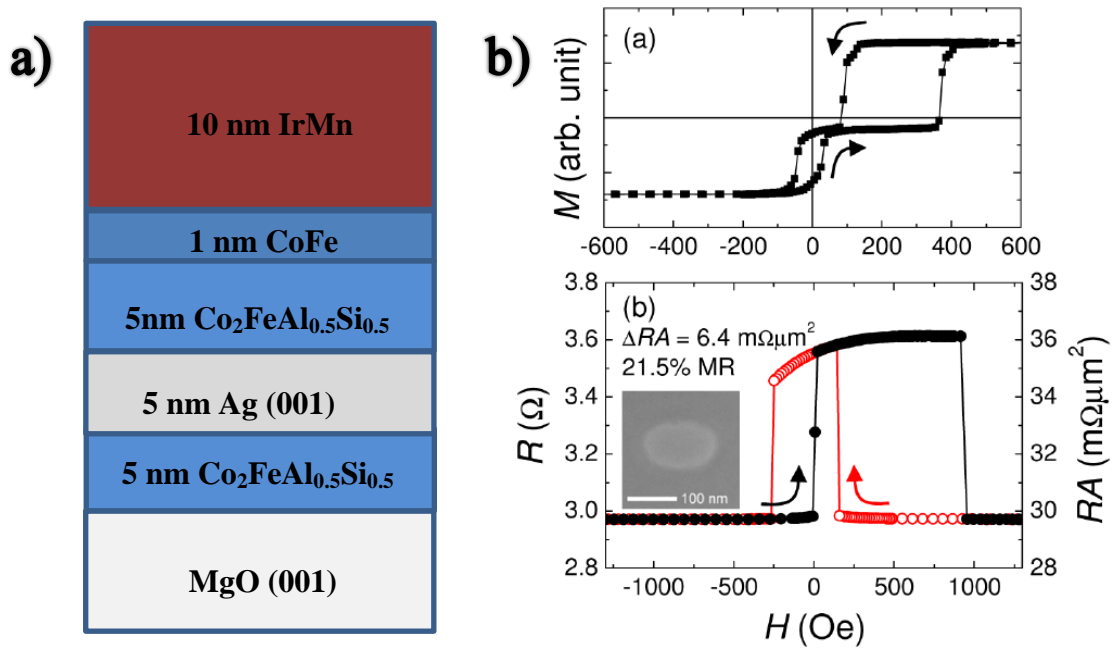 a)
10 nm IrMn
1 nm CoFe
5nm Co₂FeAl₀.₅Si₀.₅
5 nm Ag (001)
5 nm Co₂FeAl₀.₅Si₀.₅
MgO (001)
b)
(a)
M (arb. unit)
-600 -400 -200 0 200 400 600
(b)
ΔRA = 6.4 mΩμm²
21.5% MR
100 nm
R (Ω)
3.8
3.6
3.4
3.2
3.0
2.8
RA (mΩμm²)
38
36
34
32
30
28
-1000 -500 0 500 1000
H (Oe)